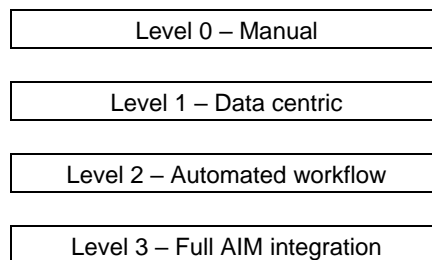 Level 0 – Manual
Level 1 – Data centric
Level 2 – Automated workflow
Level 3 – Full AIM integration